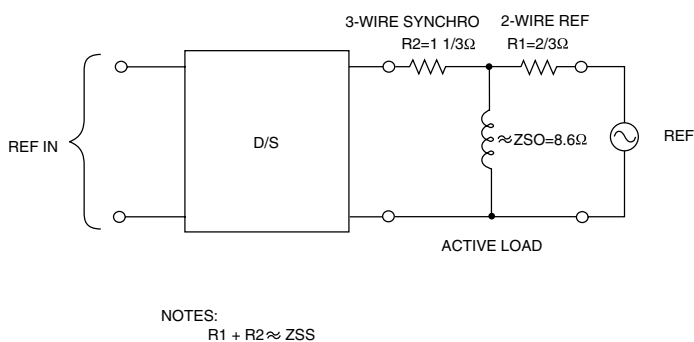 3-WIRE SYNCHRO
2-WIRE REF
R2=1 1/3Ω
R1=2/3Ω
REF IN
D/S
≈ZSO=8.6Ω
REF
ACTIVE LOAD
NOTES:
R1 + R2 ≈ ZSS